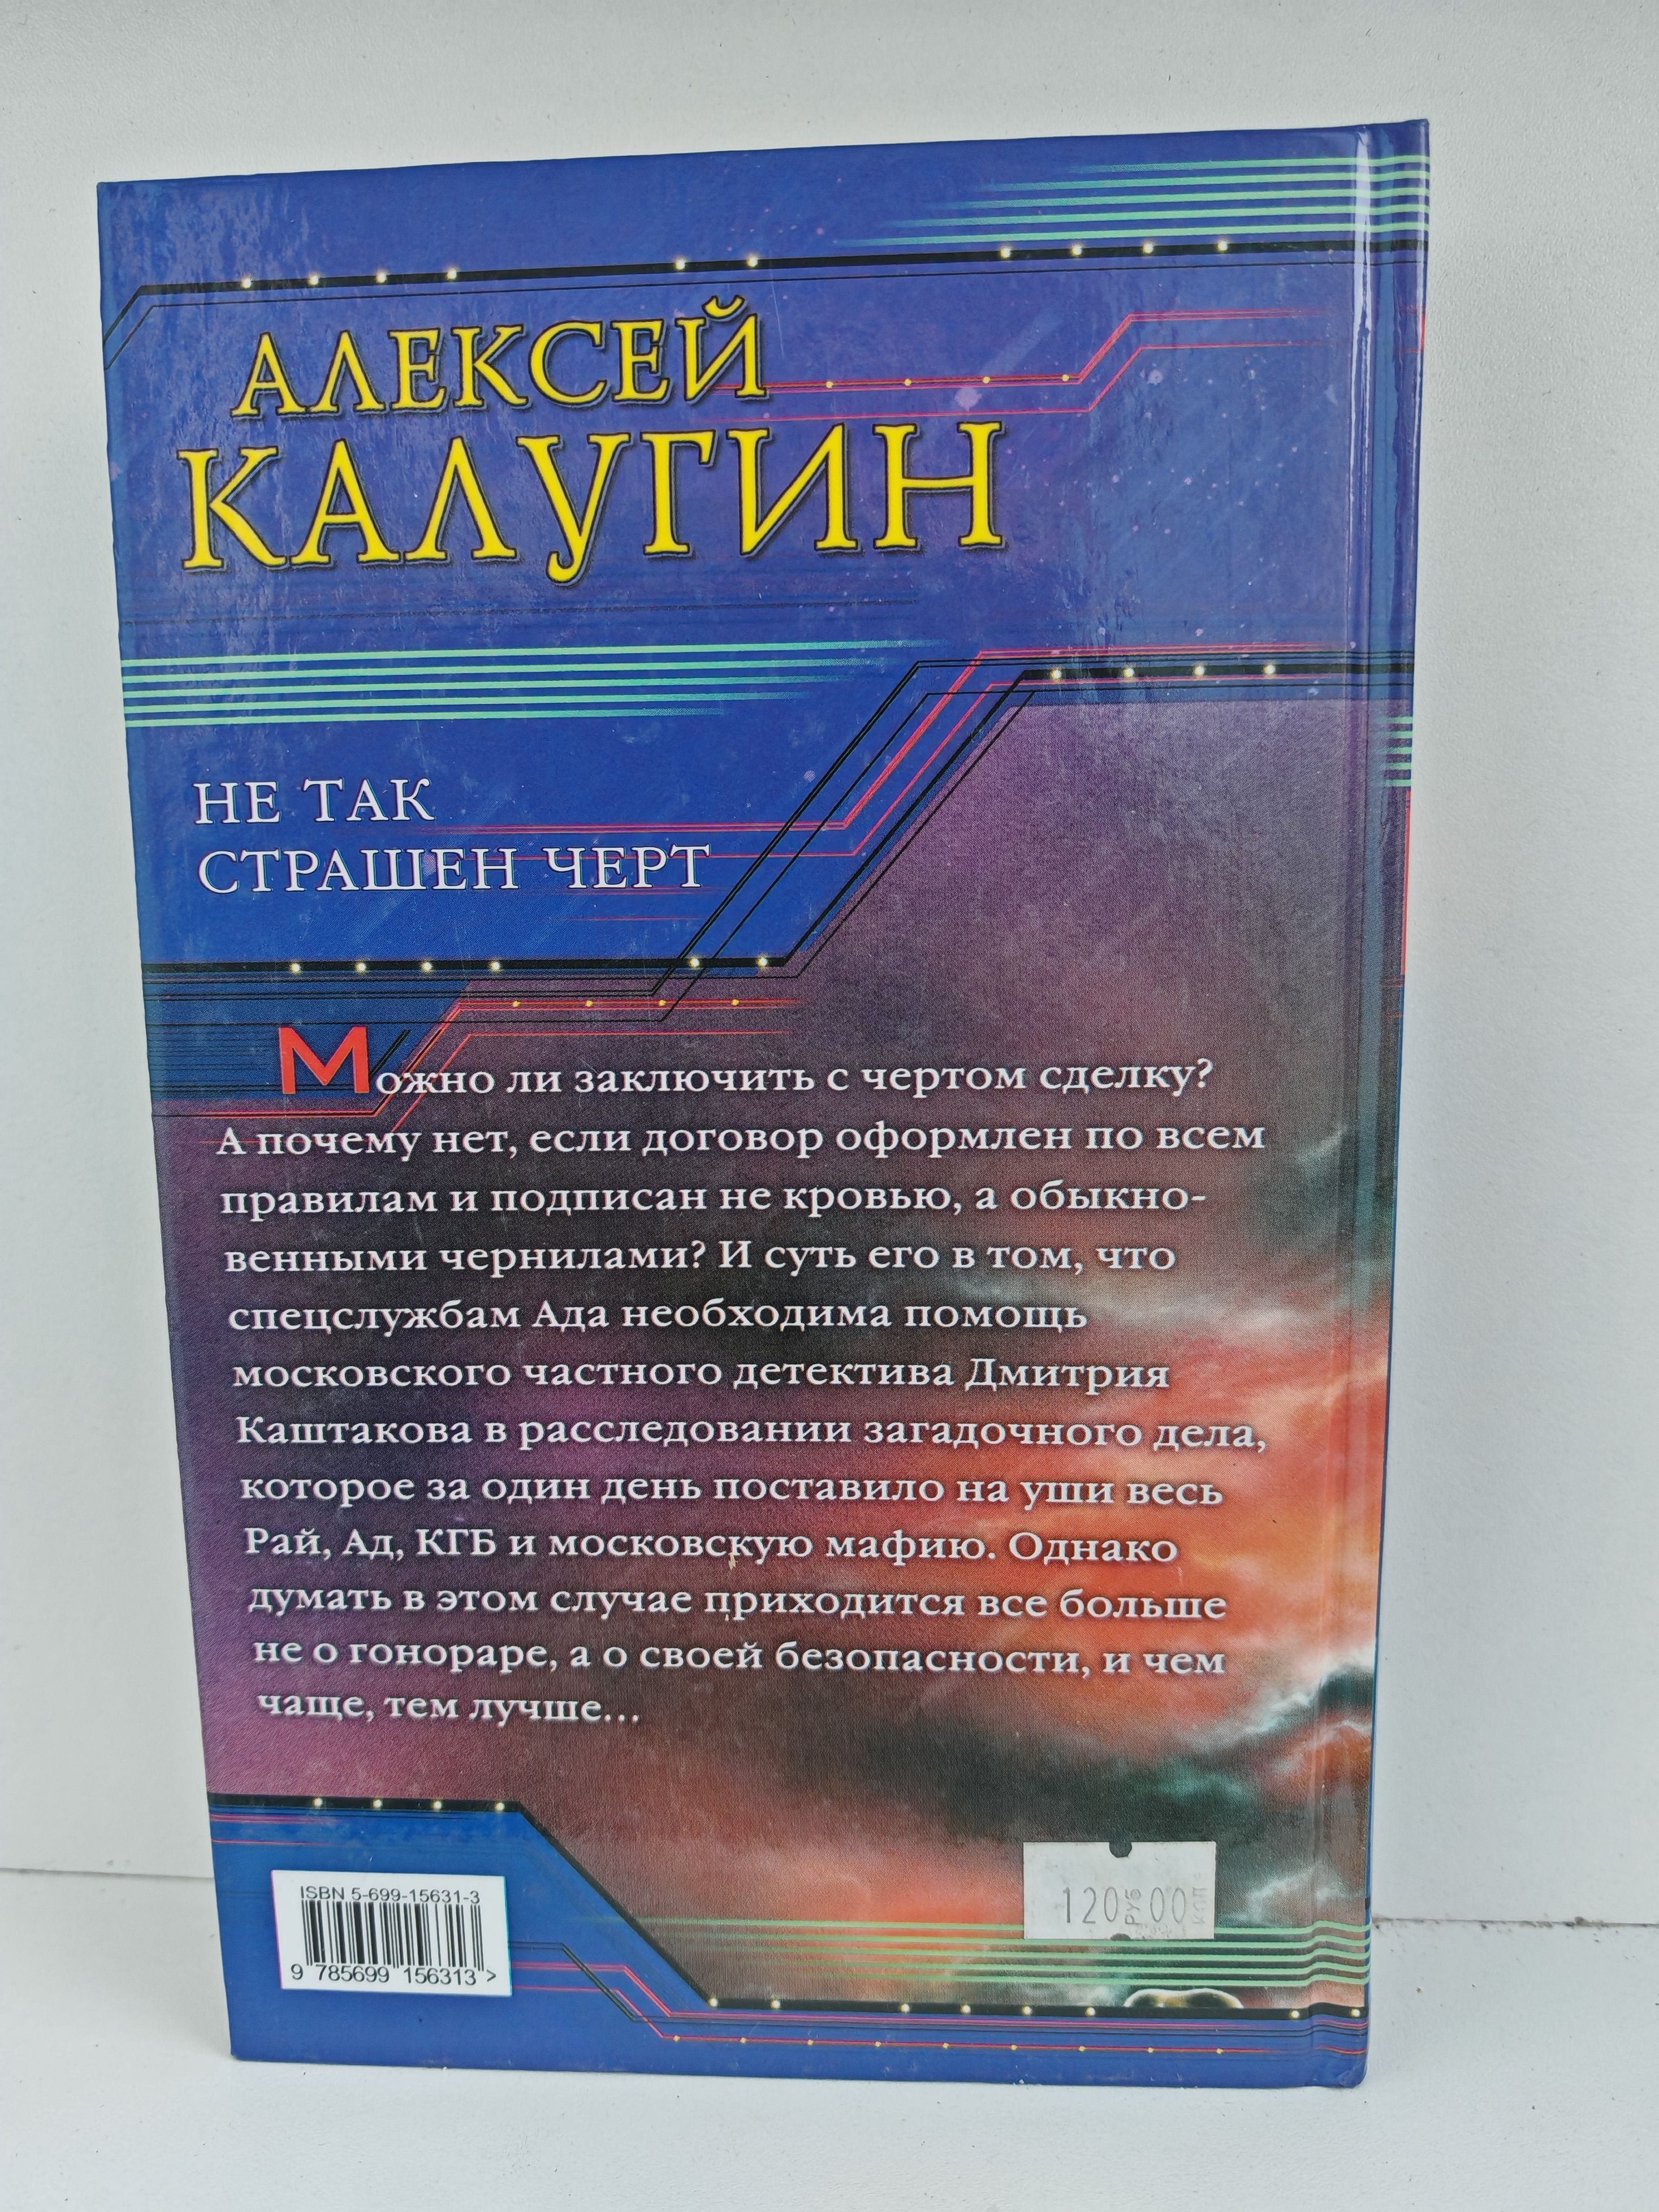 АЛЕКСЕЙ
КАЛУГИН
НЕ ТАК
СТРАШЕН ЧЕРТ
Можно ли заключить с чертом сделку?
А почему нет, если договор оформлен по всем
правилам и подписан не кровью, а обыкно-
венными чернилами? И суть его в том, что
спецслужбам Ада необходима помощь
московского частного детектива Дмитрия
Каштакова в расследовании загадочного дела,
которое за один день поставило на уши весь
Рай, Ад, КГБ и московскую мафию. Однако
думать в этом случае приходится все больше
не о гонораре, а о своей безопасности, и чем
чаще, тем лучше...
ISBN 5-699-15631-3
9 785699 156313 >
120 РУБ 00 КОП